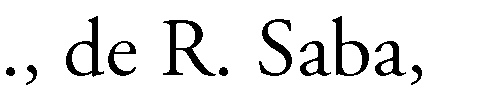 ., de R. Saba,